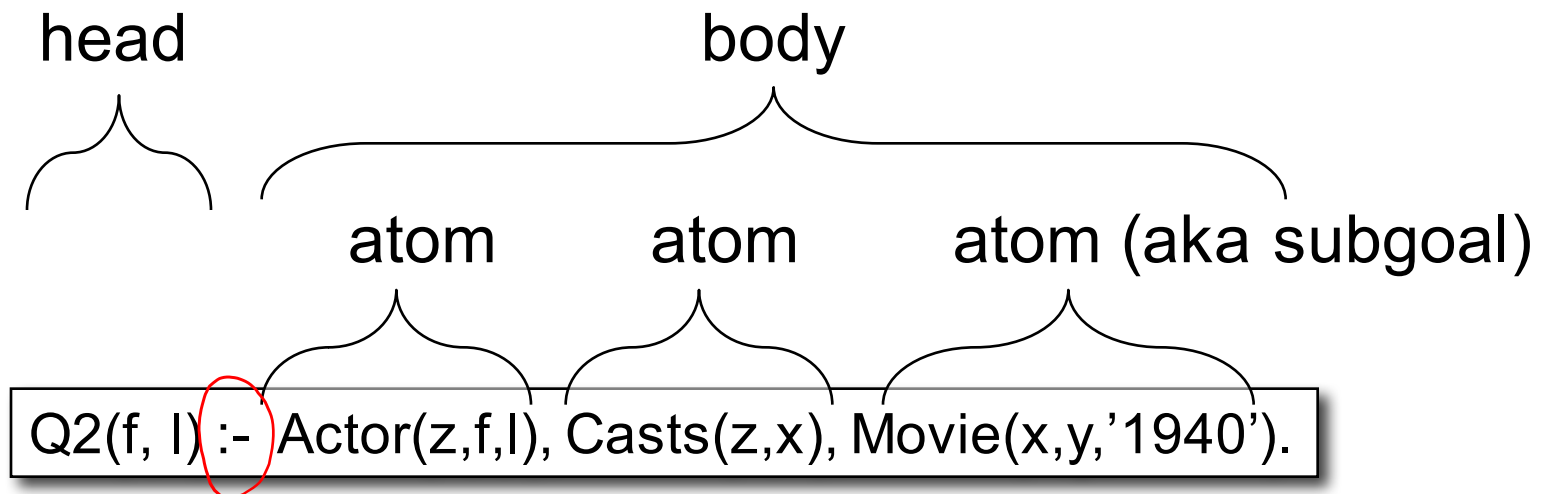 head body
atom atom atom (aka subgoal)
Q2(f, l) :- Actor(z,f,l), Casts(z,x), Movie(x,y,’1940’).